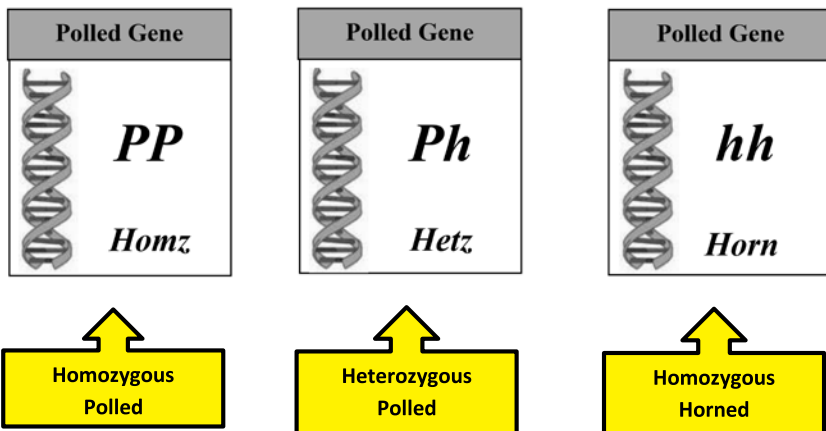 Polled Gene
PP
Homz
Homozygous
Polled
Polled Gene
Ph
Hetz
Heterozygous
Polled
Polled Gene
hh
Horn
Homozygous
Horned